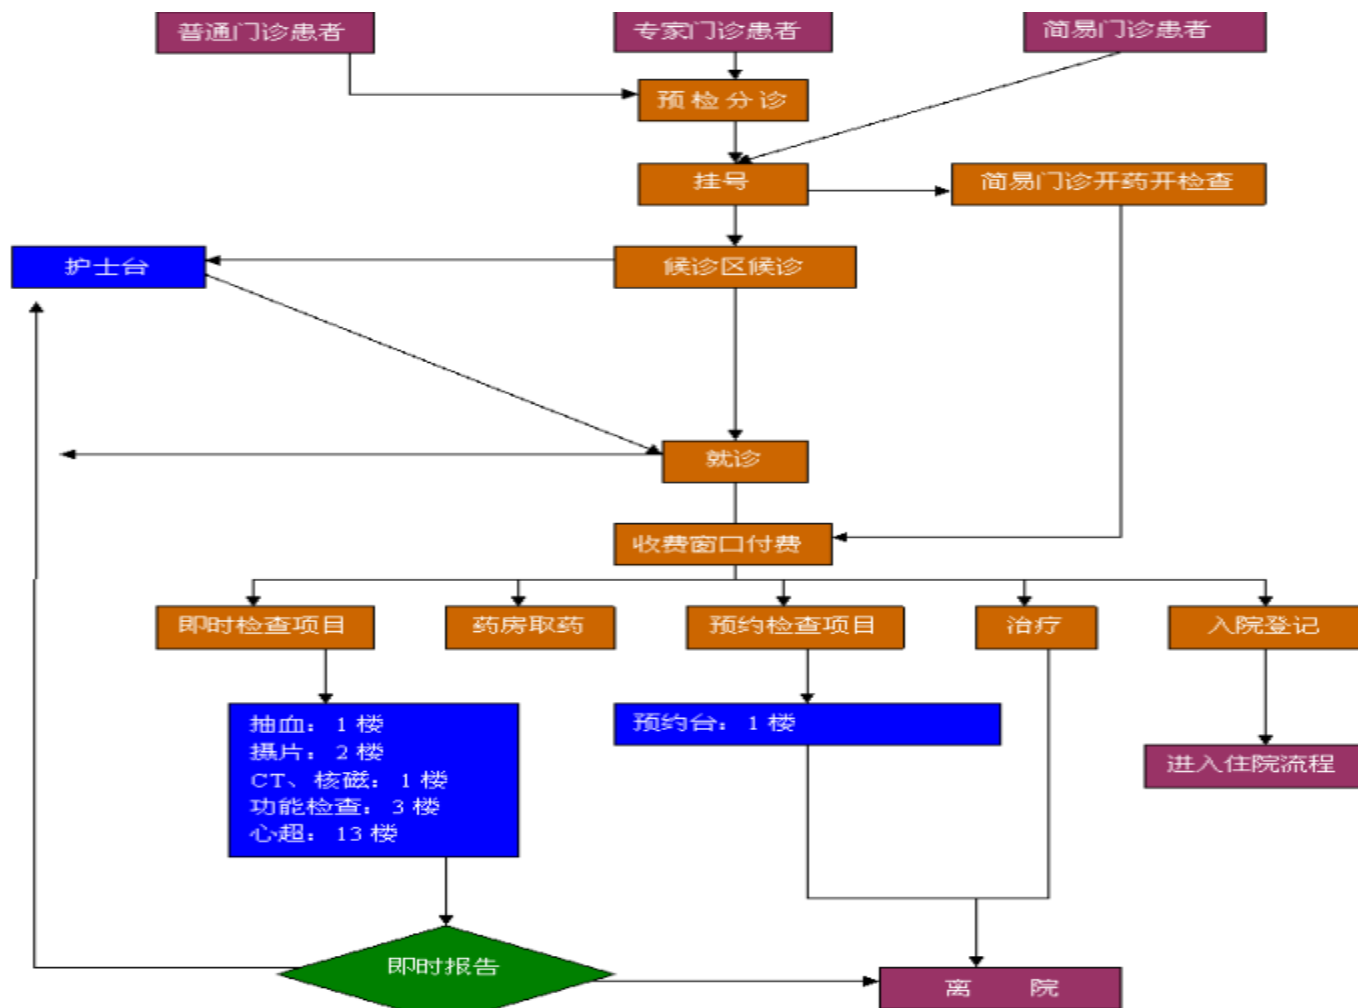 普通门诊患者
专家门诊患者
简易门诊患者
预检分诊
挂号
简易门诊开药开检查
护士台
候诊区候诊
就诊
收费窗口付费
即时检查项目
药房取药
预约检查项目
治疗
入院登记
抽血：1 楼
摄片：2 楼
CT、核磁：1 楼
功能检查：3 楼
心超：13 楼
预约台：1 楼
进入住院流程
即时报告
离 院